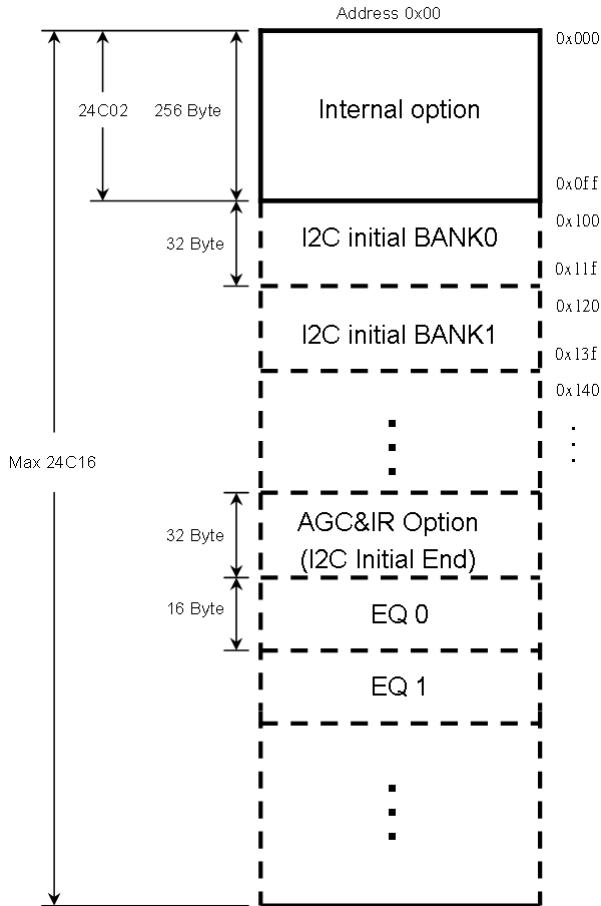 Address 0x00
0x000
24C02
256 Byte
Internal option
0x0ff
0x100
32 Byte
I2C initial BANK0
0x11f
0x120
I2C initial BANK1
0x13f
0x140
Max 24C16
32 Byte
AGC&IR Option
(I2C Initial End)
16 Byte
EQ 0
EQ 1